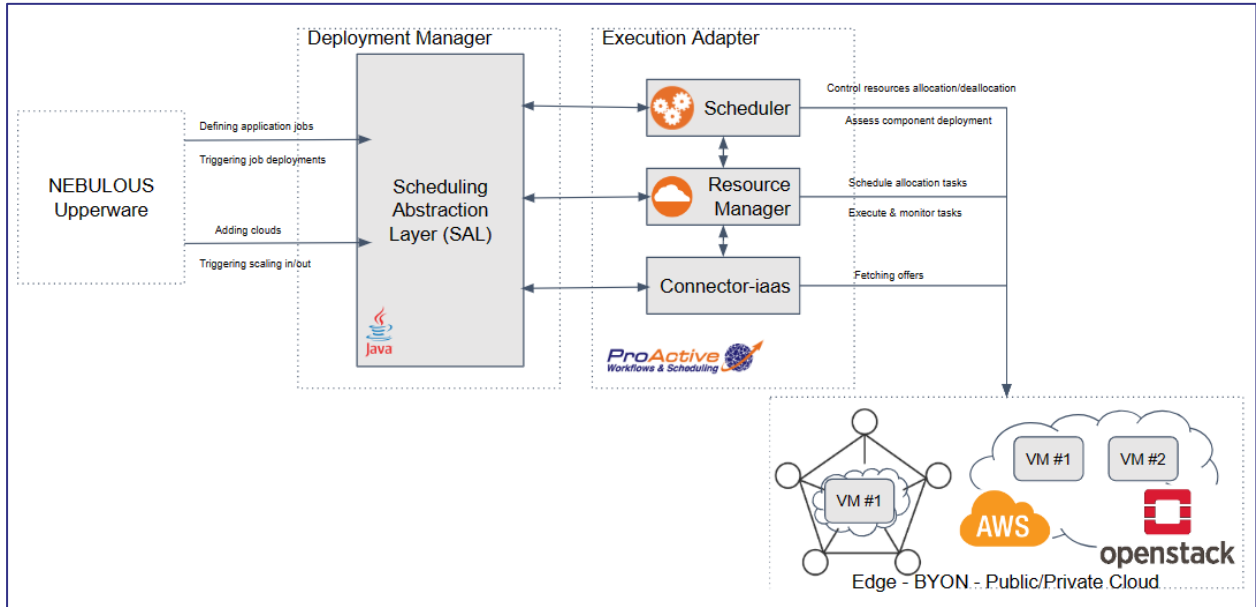 Deployment Manager
Execution Adapter
NEBULOUS
Upperware
Defining application jobs
Triggering job deployments
Adding clouds
Triggering scaling in/out
Scheduling
Abstraction
Layer (SAL)
Java
Scheduler
Resource
Manager
Connector-iaas
ProActive
Workflows & Scheduling
Control resources allocation/deallocation
Assess component deployment
Schedule allocation tasks
Execute & monitor tasks
Fetching offers
VM #1
VM #1
VM #2
AWS
openstack
Edge - BYON - Public/Private Cloud